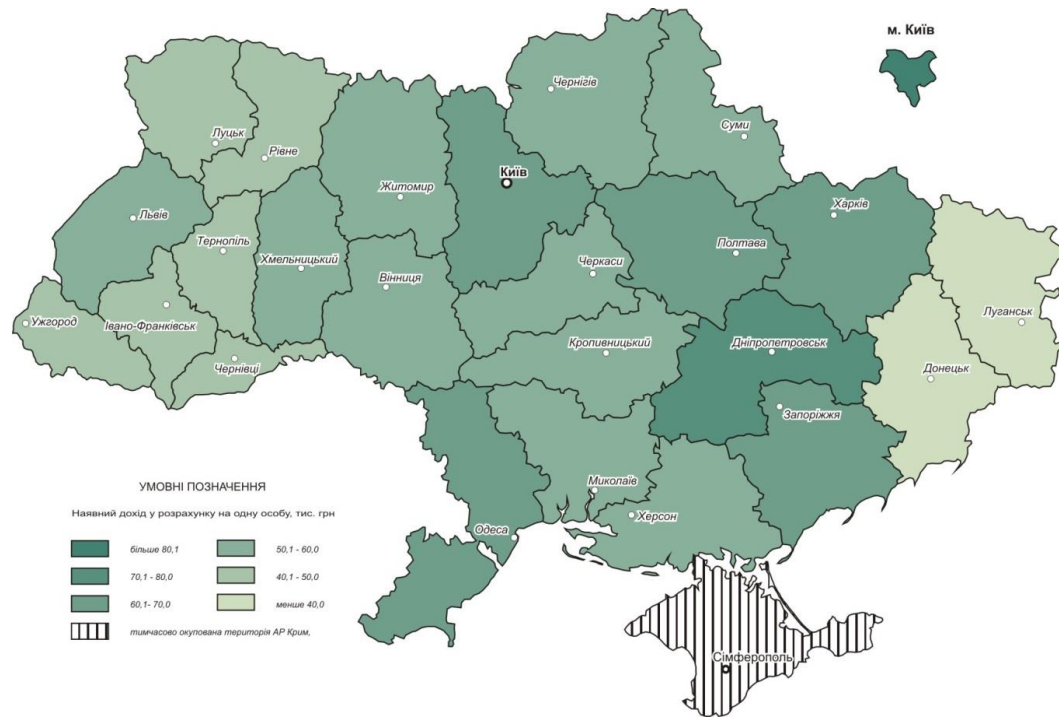 м. Київ
Чернігів
Суми
Луцьк
Рівне
Київ
Житомир
Харків
Львів
Тернопіль
Полтава
Хмельницький
Черкаси
Вінниця
Луганськ
Ужгород
Івано-Франківськ
Кропивницький
Дніпропетровськ
Чернівці
Донецьк
Запоріжжя
Миколаїв
Херсон
Одеса
Сімферополь
УМОВНІ ПОЗНАЧЕННЯ
Наявний дохід у розрахунку на одну особу, тис. грн
більше 80,1
50,1 - 60,0
70,1 - 80,0
40,1 - 50,0
60,1- 70,0
менше 40,0
тимчасово окупована територія АР Крим,